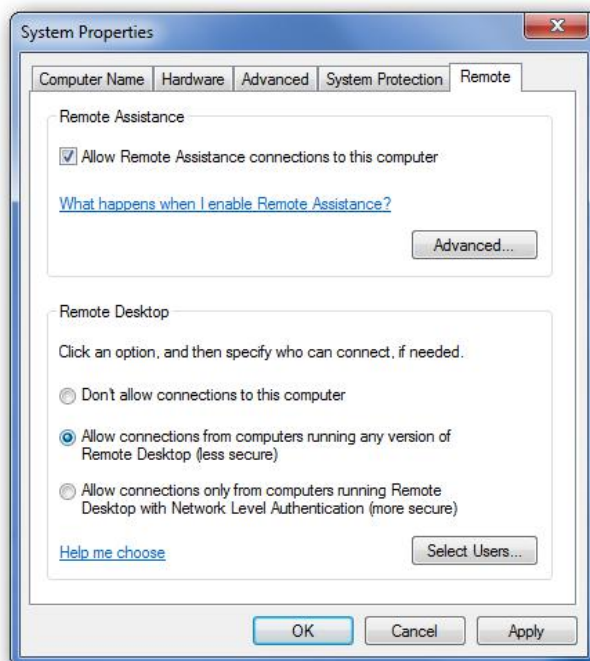 System Properties
Computer Name Hardware Advanced System Protection Remote
Remote Assistance
Allow Remote Assistance connections to this computer
What happens when I enable Remote Assistance?
Advanced...
Remote Desktop
Click an option, and then specify who can connect, if needed.
Don't allow connections to this computer
Allow connections from computers running any version of
Remote Desktop (less secure)
Allow connections only from computers running Remote
Desktop with Network Level Authentication (more secure)
Help me choose
Select Users...
OK Cancel Apply